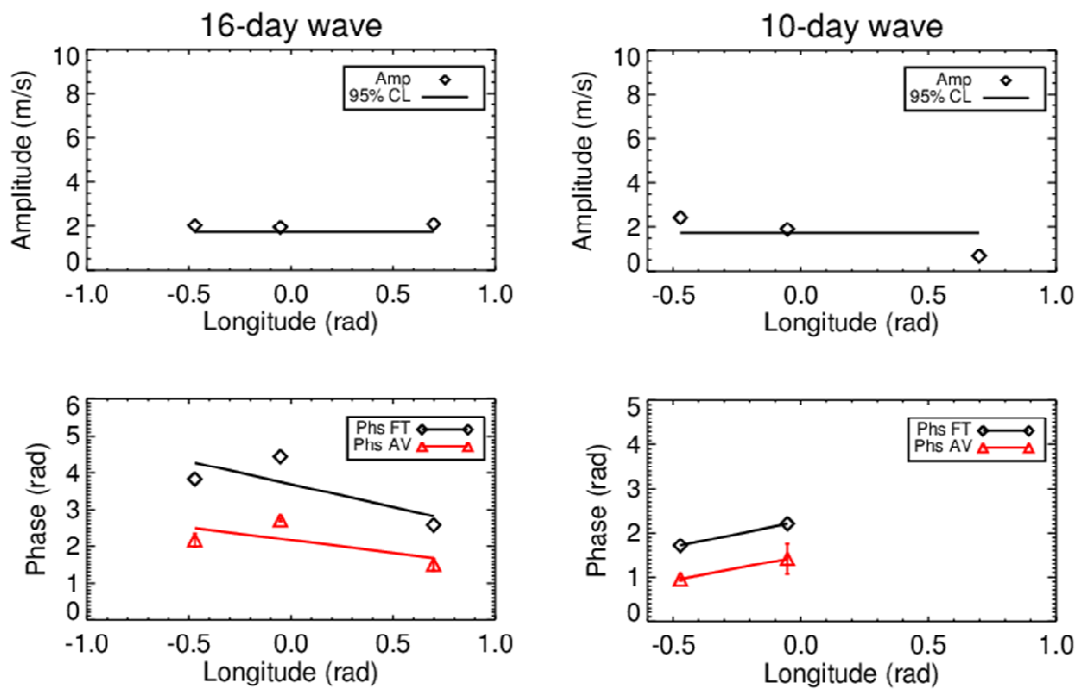 16-day wave
10
8
6
4
2
0
Amplitude (m/s)
Amp
95% CL
-1.0 -0.5 0.0 0.5 1.0
Longitude (rad)
10-day wave
10
8
6
4
2
0
Amplitude (m/s)
Amp
95% CL
-0.5 0.0 0.5 1.0
Longitude (rad)
6
5
4
3
2
1
0
Phase (rad)
Phs FT
Phs AV
-1.0 -0.5 0.0 0.5 1.0
Longitude (rad)
5
4
3
2
1
0
Phase (rad)
Phs FT
Phs AV
-0.5 0.0 0.5 1.0
Longitude (rad)